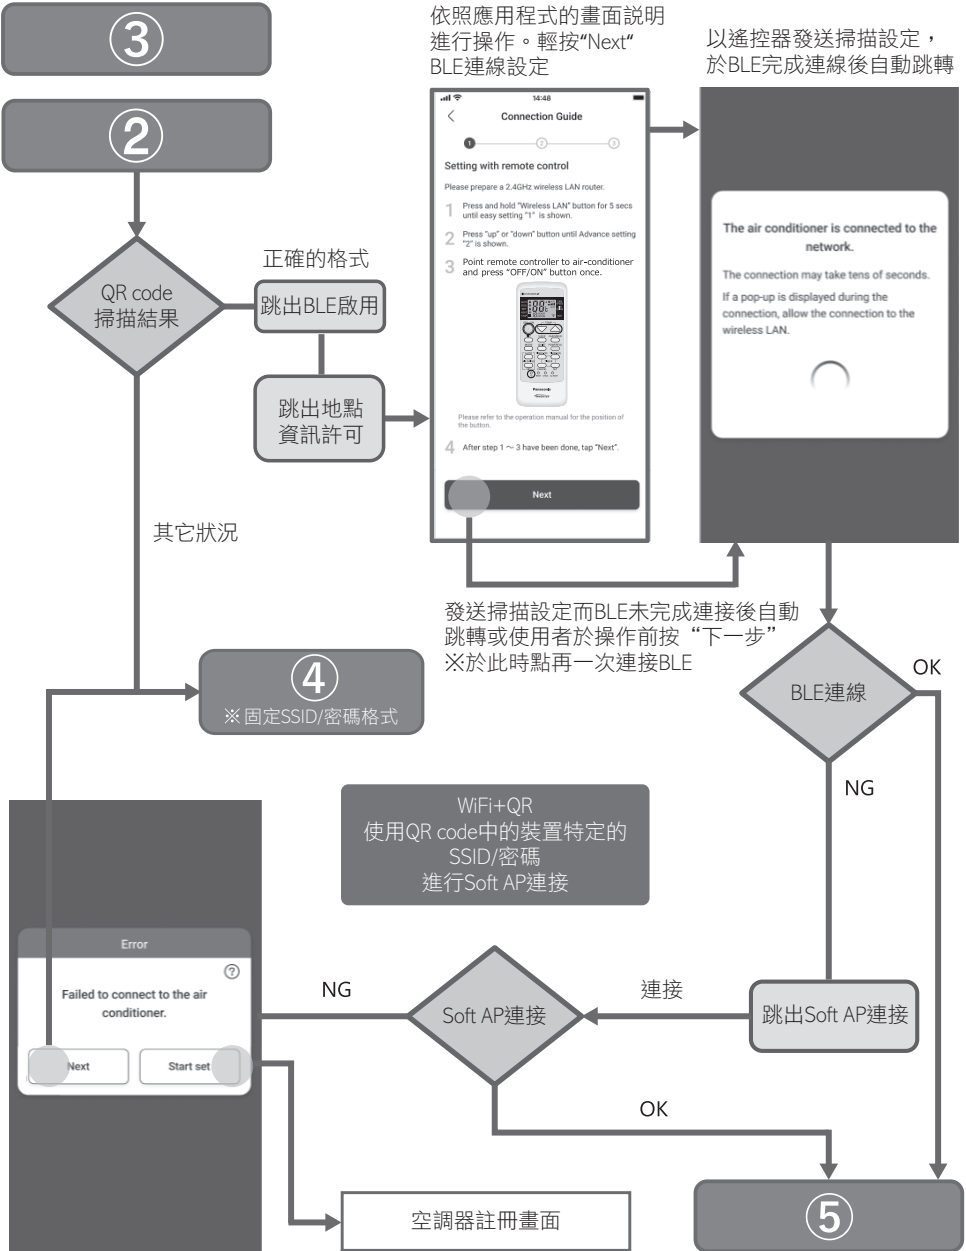 ③
依照應用程式的畫面説明
進行操作。輕按“Next“
BLE連線設定
以遙控器發送掃描設定，
於BLE完成連線後自動跳轉
②
14:48
Connection Guide
1
2
3
Setting with remote control
Please prepare a 2.4GHz wireless LAN router.
1 Press and hold "Wireless LAN" button for 5 secs
until easy setting "1" is shown.
2 Press "up" or "down" button until Advance setting
"2" is shown.
3 Point remote controller to air-conditioner
and press "OFF/ON" button once.
Panasonic
Please refer to the operation manual for the position of
the button.
4 After step 1 ～ 3 have been done, tap "Next".
Next
The air conditioner is connected to the
network.
The connection may take tens of seconds.
If a pop-up is displayed during the
connection, allow the connection to the
wireless LAN.
QR code
掃描結果
正確的格式
跳出BLE啟用
跳出地點
資訊許可
其它狀況
發送掃描設定而BLE未完成連接後自動
跳轉或使用者於操作前按“下一步”
※於此時點再一次連接BLE
④
※固定SSID/密碼格式
BLE連線
OK
NG
WiFi+QR
使用QR code中的裝置特定的
SSID/密碼
進行Soft AP連接
Error
?
Failed to connect to the air
conditioner.
Next
Start set
NG
Soft AP連接
連接
跳出Soft AP連接
OK
空調器註冊畫面
⑤